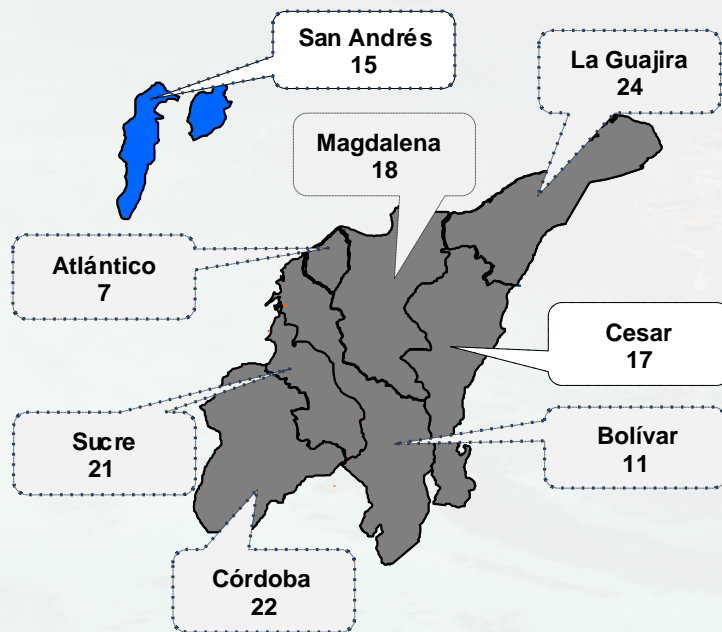 San Andrés
15
La Guajira
24
Magdalena
18
Atlántico
7
Cesar
17
Sucre
21
Bolívar
11
Córdoba
22